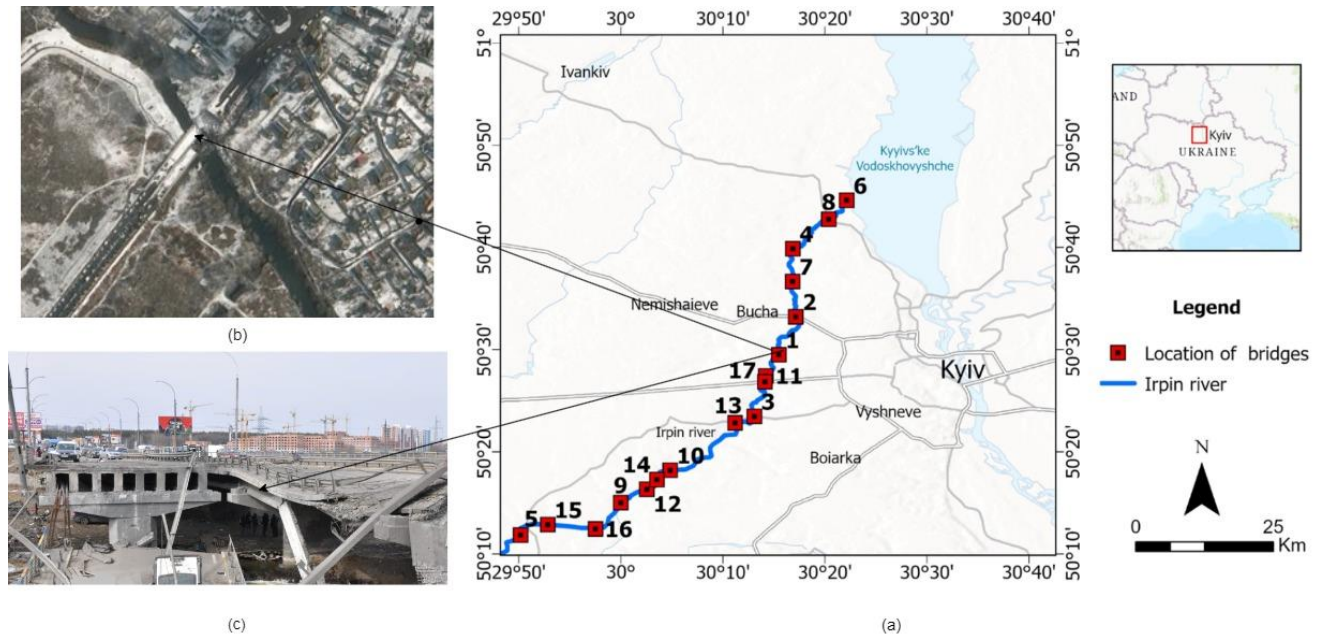 29°50' 30° 30°10' 30°20' 30°30' 30°40'
51°
50°50'
50°40'
50°30'
50°20'
50°10'
51°
50°50'
50°40'
50°30'
50°20'
50°10'
529°50' 30° 30°10' 30°20' 30°30' 30°40'
Ivankiv
Kyyivs'ke
Vodoskhovyshche
6
8
4
7
Nemishaieve
Bucha
2
1
17
11
Kyiv
13
3
Vyshneve
Irpin river
Boiarka
10
14
9
12
15
5
16
(b)
(c)
(a)
AND
Kyiv
UKRAINE
Legend
Location of bridges
Irpin river
N
0 25
Km